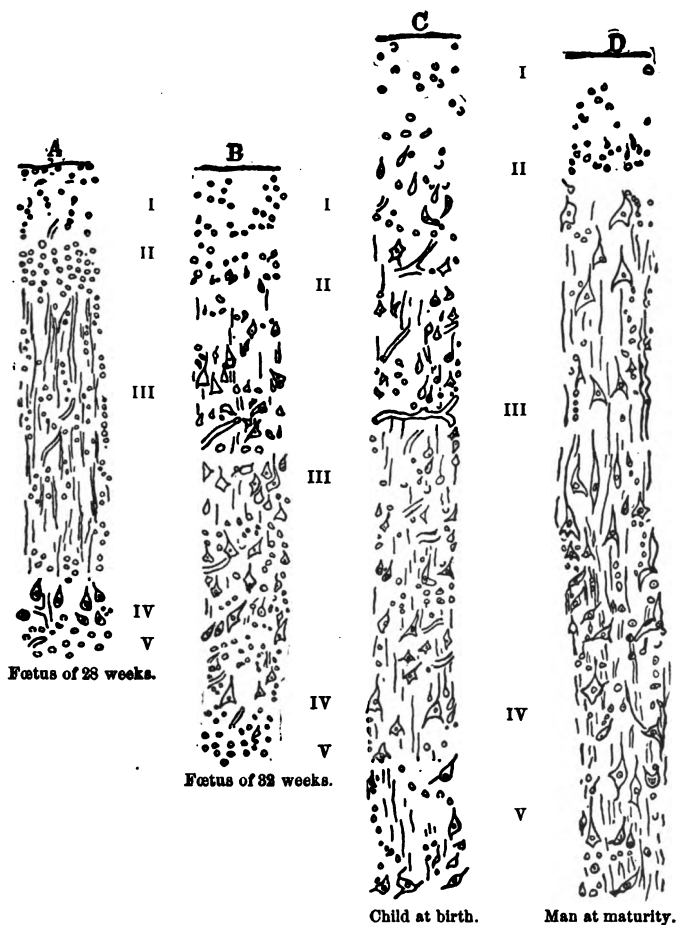 A
B
C
D
I
II
III
IV
V
Fœtus of 28 weeks.
I
II
III
IV
V
Fœtus of 32 weeks.
I
II
III
IV
V
Child at birth.
Man at maturity.